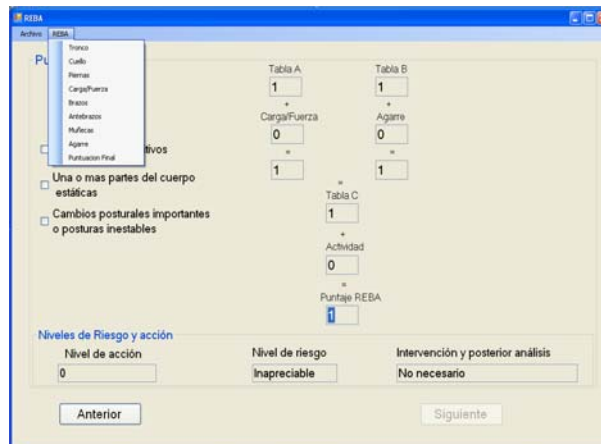 REBA
Archivo REBA
Tronco
Cuello
Piernas
Carga/Fuerza
Brazos
Antebrazos
Muñecas
Agarre
Puntuacion Final
Pu
tivos
Una o mas partes del cuerpo
estáticas
Cambios posturales importantes
o posturas inestables
Tabla A
1
+
Carga/Fuerza
0
=
1
Tabla B
1
+
Agarre
0
=
1
=
Tabla C
1
+
Actividad
0
=
Puntaje REBA
1
Niveles de Riesgo y acción
Nivel de acción
0
Nivel de riesgo
Inapreciable
Intervención y posterior análisis
No necesario
Anterior
Siguiente